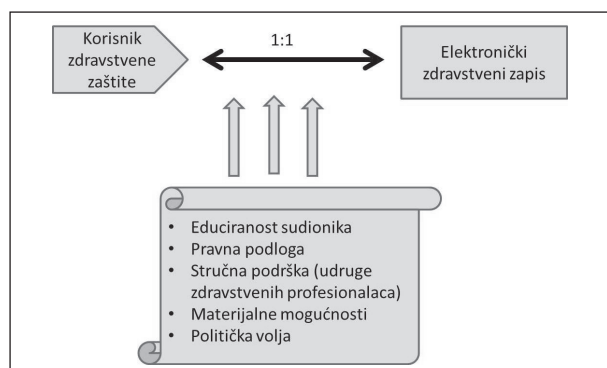 Korisnik
zdravstvene
zaštite
1:1
Elektronički
zdravstveni zapis
• Educiranost sudionika
• Pravna podloga
• Stručna podrška (udruge
zdravstvenih profesionalaca)
• Materijalne mogućnosti
• Politička volja